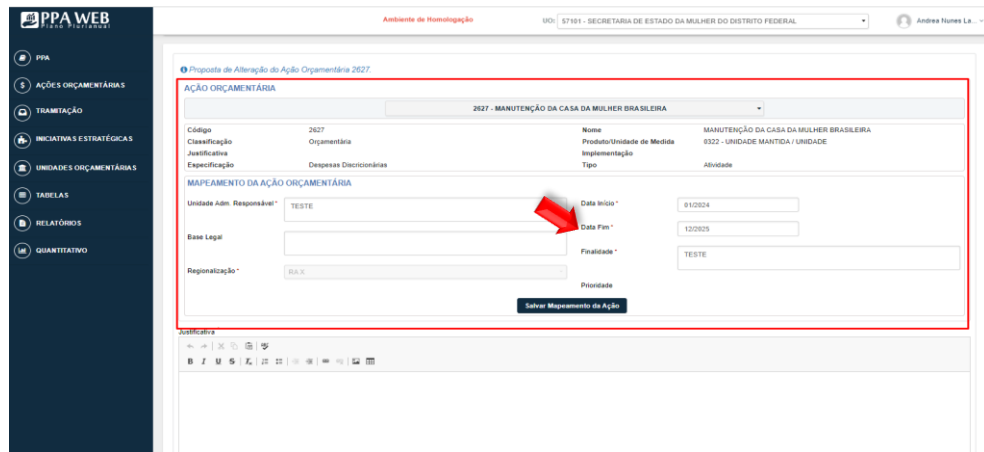 PPA WEB
Plano Plurianual
Ambiente de Homologação
UO: 57101 - SECRETARIA DE ESTADO DA MULHER DO DISTRITO FEDERAL
Andrea Nunes La...
PPA
AÇÕES ORÇAMENTÁRIAS
TRAMITAÇÃO
INICIATIVAS ESTRATÉGICAS
UNIDADES ORÇAMENTÁRIAS
TABELAS
RELATÓRIOS
QUANTITATIVO
Proposta de Alteração do Ação Orçamentária 2627.
AÇÃO ORÇAMENTÁRIA
2627 - MANUTENÇÃO DA CASA DA MULHER BRASILEIRA
Código 2627 Nome MANUTENÇÃO DA CASA DA MULHER BRASILEIRA
Classificação Orçamentária Produto/Unidade de Medida 0322 - UNIDADE MANTIDA / UNIDADE
Justificativa Implementação
Especificação Despesas Discricionárias Tipo Atividade
MAPEAMENTO DA AÇÃO ORÇAMENTÁRIA
Unidade Adm. Responsável * TESTE Data Início * 01/2024
Data Fim * 12/2025
Base Legal
Finalidade * TESTE
Regionalização * RA X
Prioridade
Salvar Mapeamento da Ação
Justificativa
B I U S